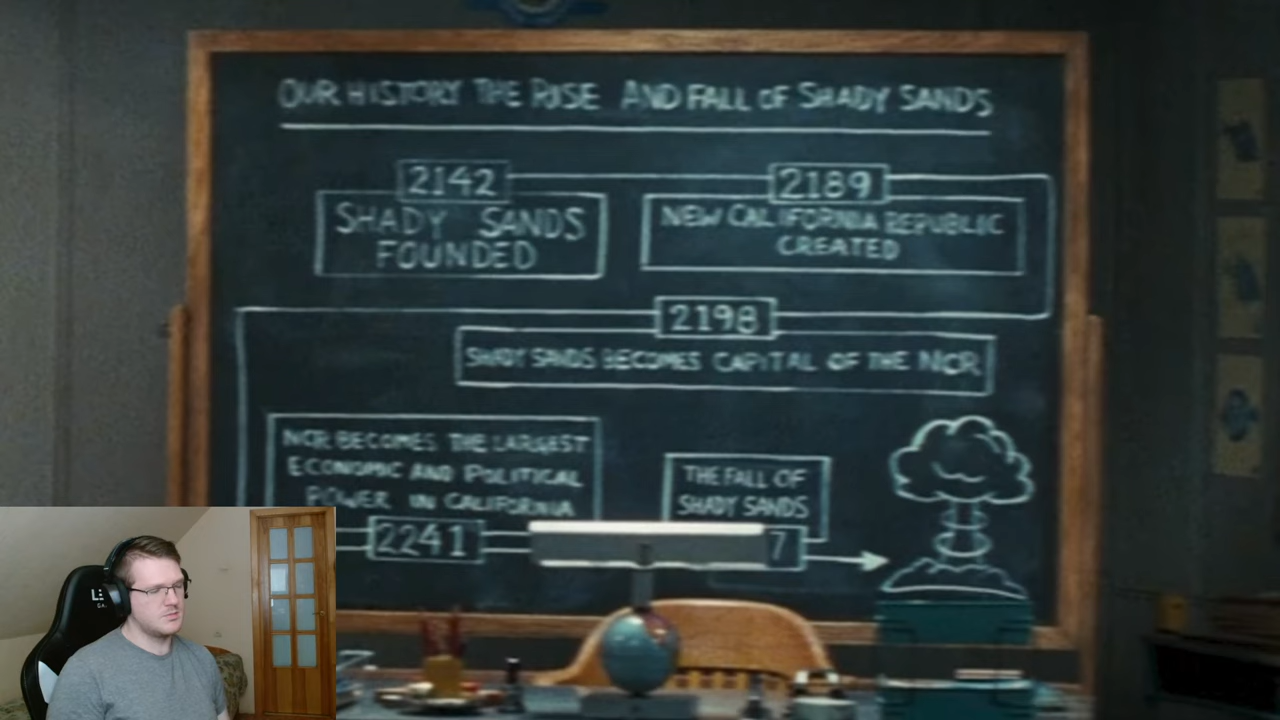 OUR HISTORY THE RISE AND FALL OF SHADY SANDS
2142
SHADY SANDS
FOUNDED
2189
NEW CALIFORNIA REPUBLIC
CREATED
2198
SHADY SANDS BECOMES CAPITAL OF THE NCR
NCR BECOMES THE LARGEST
ECONOMIC AND POLITICAL
POWER IN CALIFORNIA
2241
THE FALL OF
SHADY SANDS
7